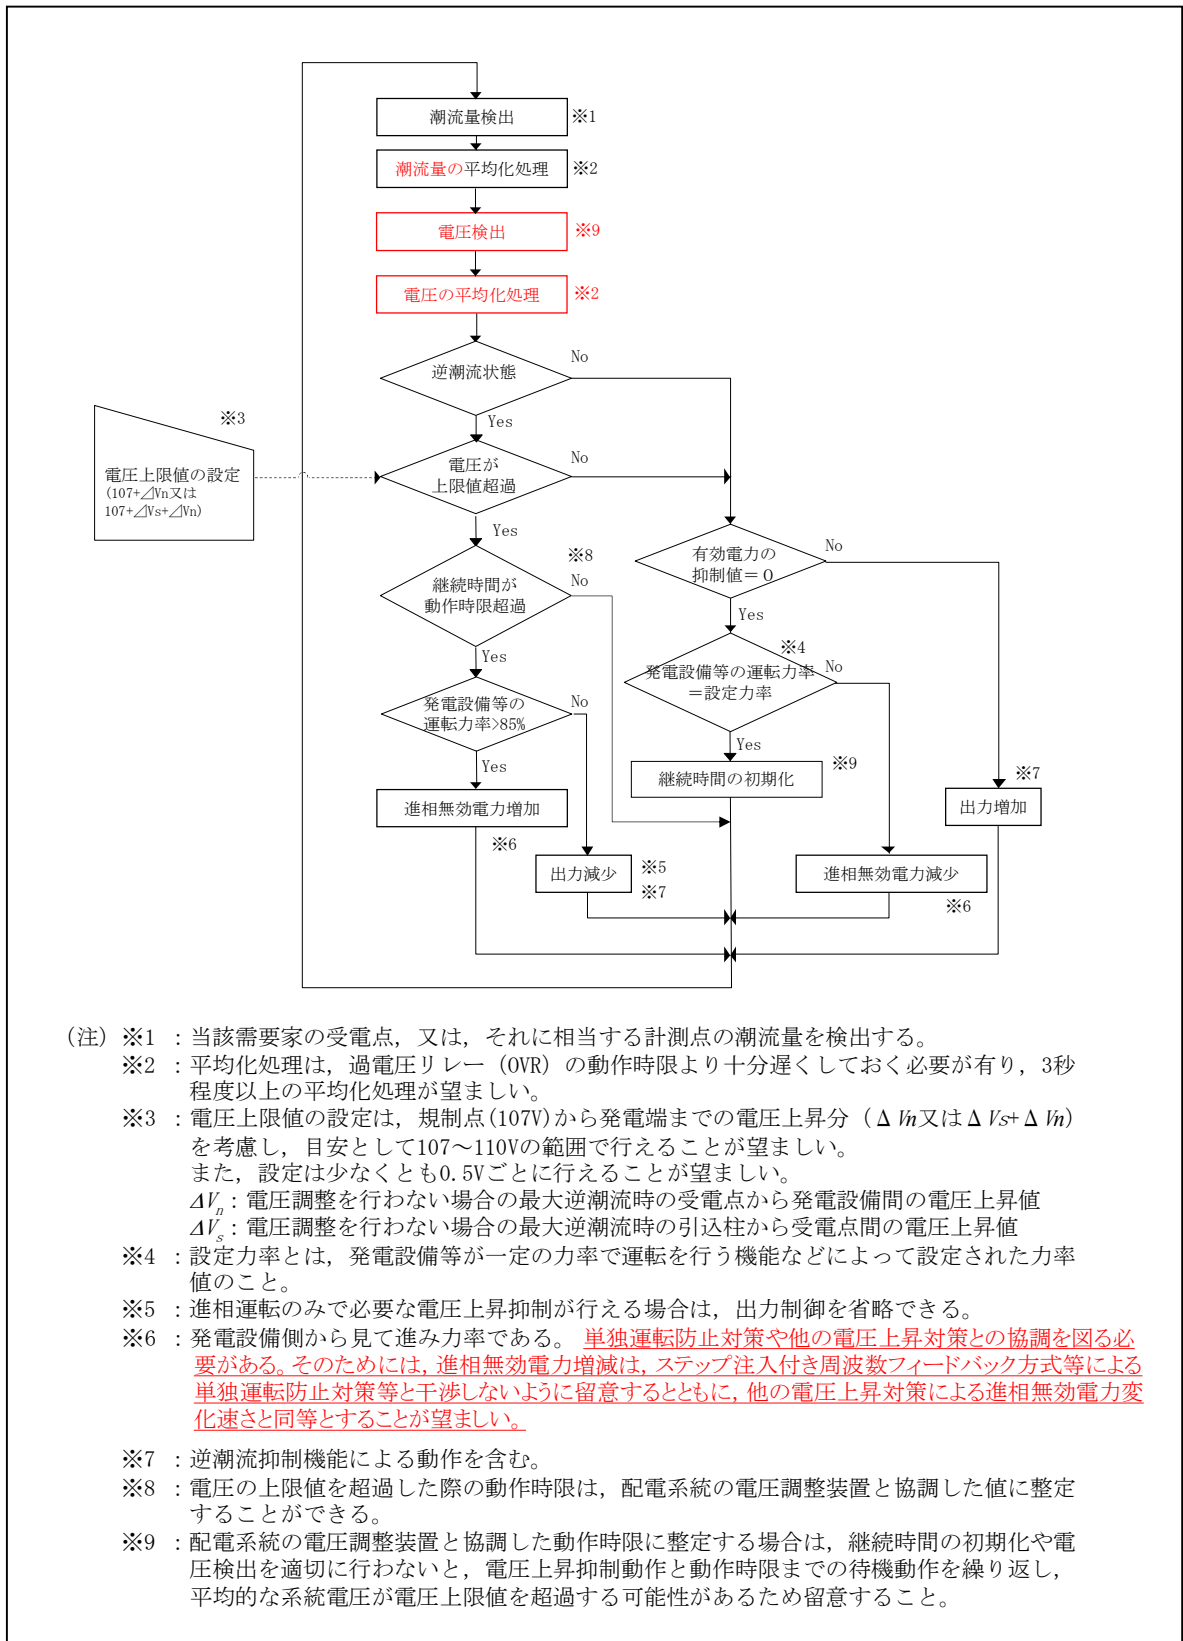 潮流量検出 ※1
潮流量の平均化処理 ※2
電圧検出 ※9
電圧の平均化処理 ※2
逆潮流状態
No
Yes
※3
電圧上限値の設定
(107+⊿Vn又は
107+⊿Vs+⊿Vn)
電圧が
上限値超過
No
Yes
※8
継続時間が
動作時限超過
No
Yes
発電設備等の
運転力率>85%
No
Yes
進相無効電力増加
※6
出力減少
※5
※7
有効電力の
抑制値＝０
No
Yes
※4
発電設備等の運転力率
＝設定力率
No
Yes
継続時間の初期化
※9
進相無効電力減少
※6
※7
出力増加
（注）※1 ：当該需要家の受電点，又は，それに相当する計測点の潮流量を検出する。
※2 ：平均化処理は，過電圧リレー（OVR）の動作時限より十分遅くしておく必要が有り，3秒
程度以上の平均化処理が望ましい。
※3 ：電圧上限値の設定は，規制点(107V)から発電端までの電圧上昇分（Δ Vn又はΔ Vs+Δ Vn）
を考慮し，目安として107～110Vの範囲で行えることが望ましい。
また，設定は少なくとも0.5Vごとに行えることが望ましい。
ΔVn：電圧調整を行わない場合の最大逆潮流時の受電点から発電設備間の電圧上昇値
ΔVs：電圧調整を行わない場合の最大逆潮流時の引込柱から受電点間の電圧上昇値
※4 ：設定力率とは，発電設備等が一定の力率で運転を行う機能などによって設定された力率
値のこと。
※5 ：進相運転のみで必要な電圧上昇抑制が行える場合は，出力制御を省略できる。
※6 ：発電設備側から見て進み力率である。 単独運転防止対策や他の電圧上昇対策との協調を図る必
要がある。そのためには，進相無効電力増減は，ステップ注入付き周波数フィードバック方式等による
単独運転防止対策等と干渉しないように留意するとともに，他の電圧上昇対策による進相無効電力変
化速さと同等とすることが望ましい。
※7 ：逆潮流抑制機能による動作を含む。
※8 ：電圧の上限値を超過した際の動作時限は，配電系統の電圧調整装置と協調した値に整定
することができる。
※9 ：配電系統の電圧調整装置と協調した動作時限に整定する場合は，継続時間の初期化や電
圧検出を適切に行わないと，電圧上昇抑制動作と動作時限までの待機動作を繰り返し，
平均的な系統電圧が電圧上限値を超過する可能性があるため留意すること。